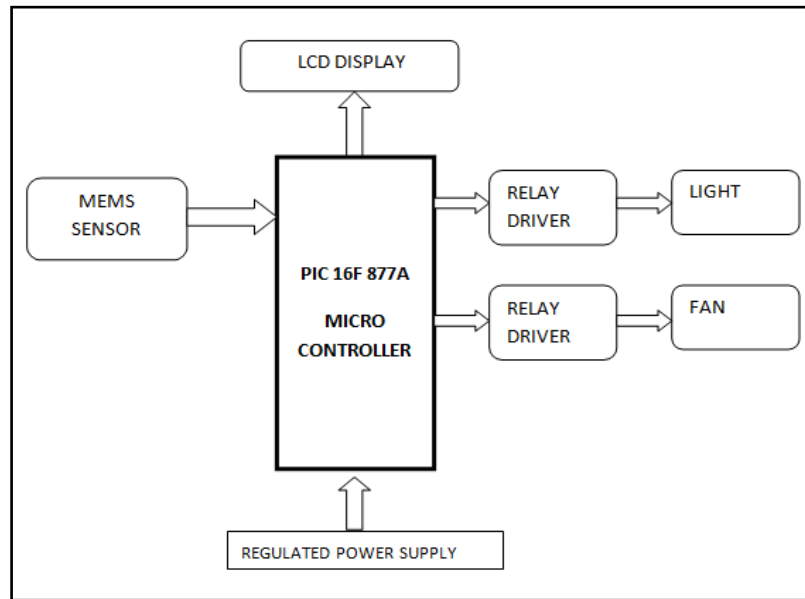 LCD DISPLAY
MEMS
SENSOR
PIC 16F 877A
MICRO
CONTROLLER
RELAY
DRIVER
LIGHT
RELAY
DRIVER
FAN
REGULATED POWER SUPPLY